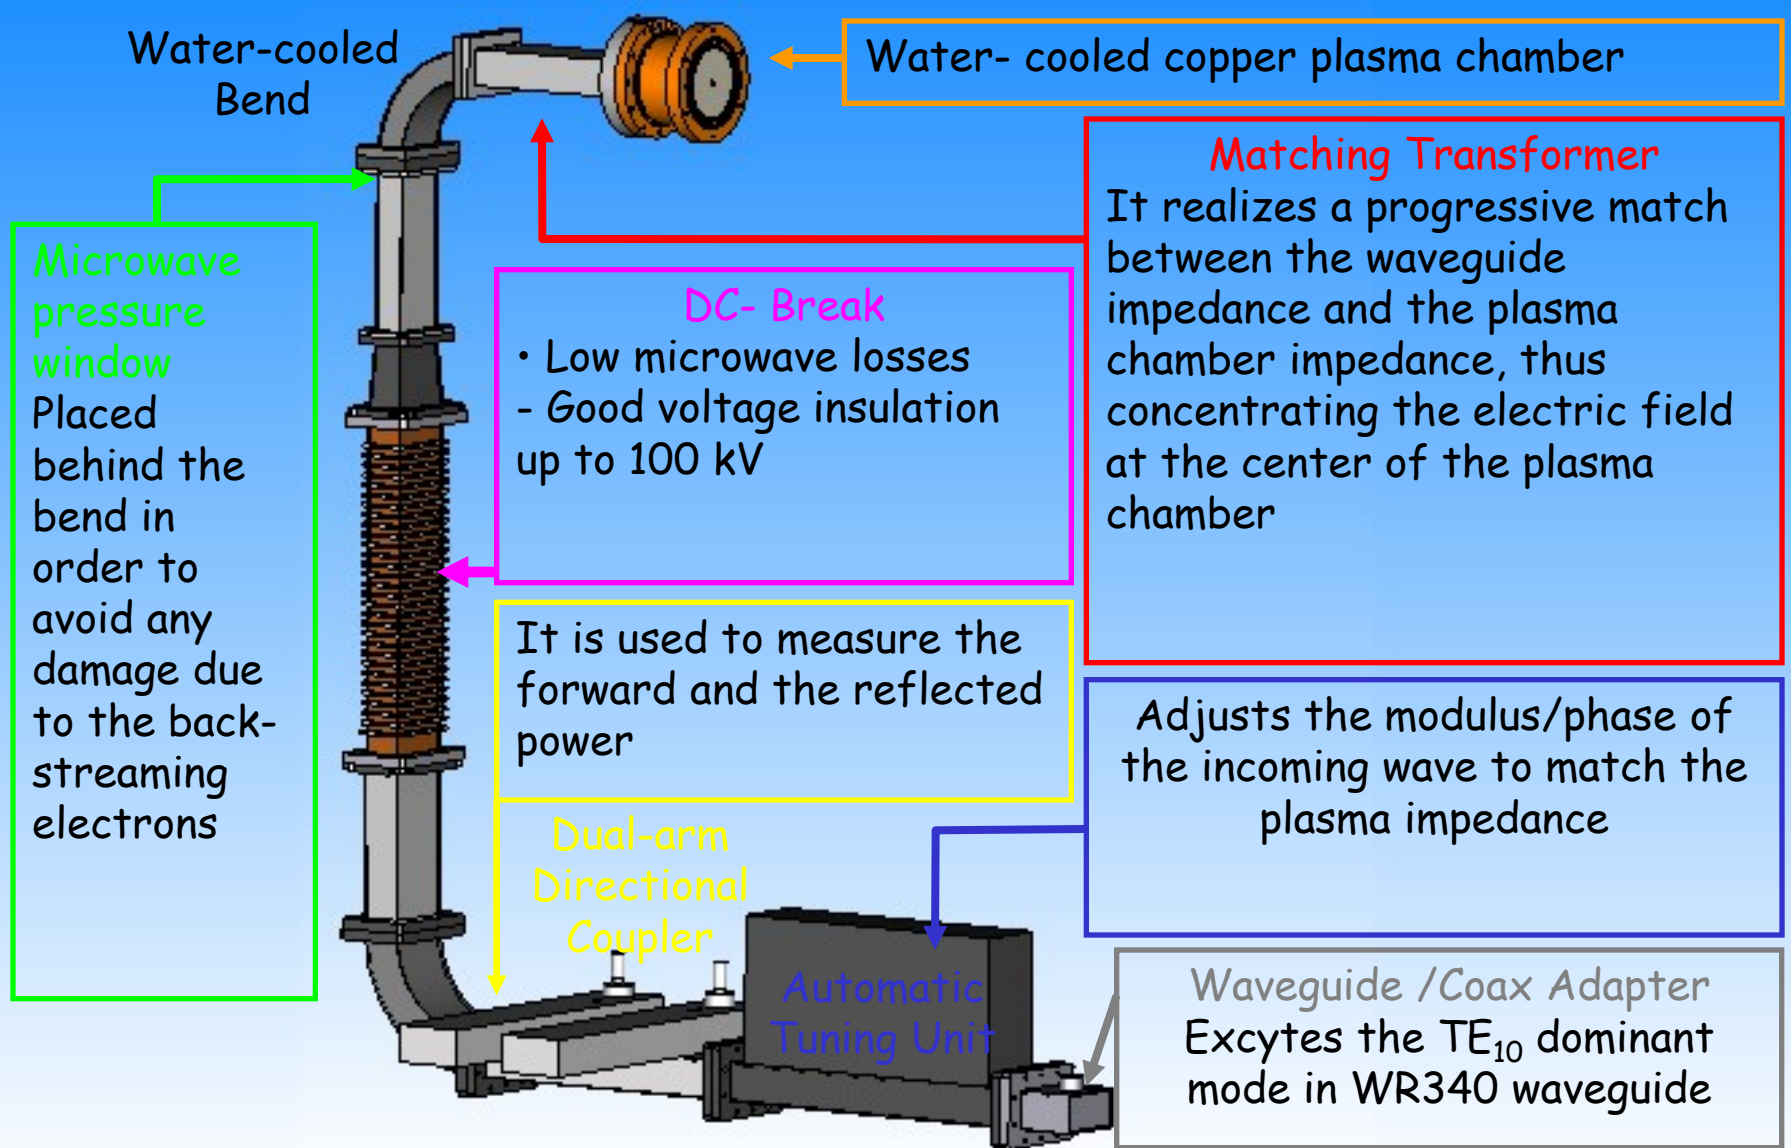 Water-cooled
Bend
Water- cooled copper plasma chamber
Matching Transformer
It realizes a progressive match
between the waveguide
impedance and the plasma
chamber impedance, thus
concentrating the electric field
at the center of the plasma
chamber
Microwave
pressure
window
Placed
behind the
bend in
order to
avoid any
damage due
to the back-
streaming
electrons
DC- Break
• Low microwave losses
- Good voltage insulation
up to 100 kV
It is used to measure the
forward and the reflected
power
Dual-arm
Directional
Coupler
Adjusts the modulus/phase of
the incoming wave to match the
plasma impedance
Automatic
Tuning Unit
Waveguide /Coax Adapter
Excytes the TE₁₀ dominant
mode in WR340 waveguide